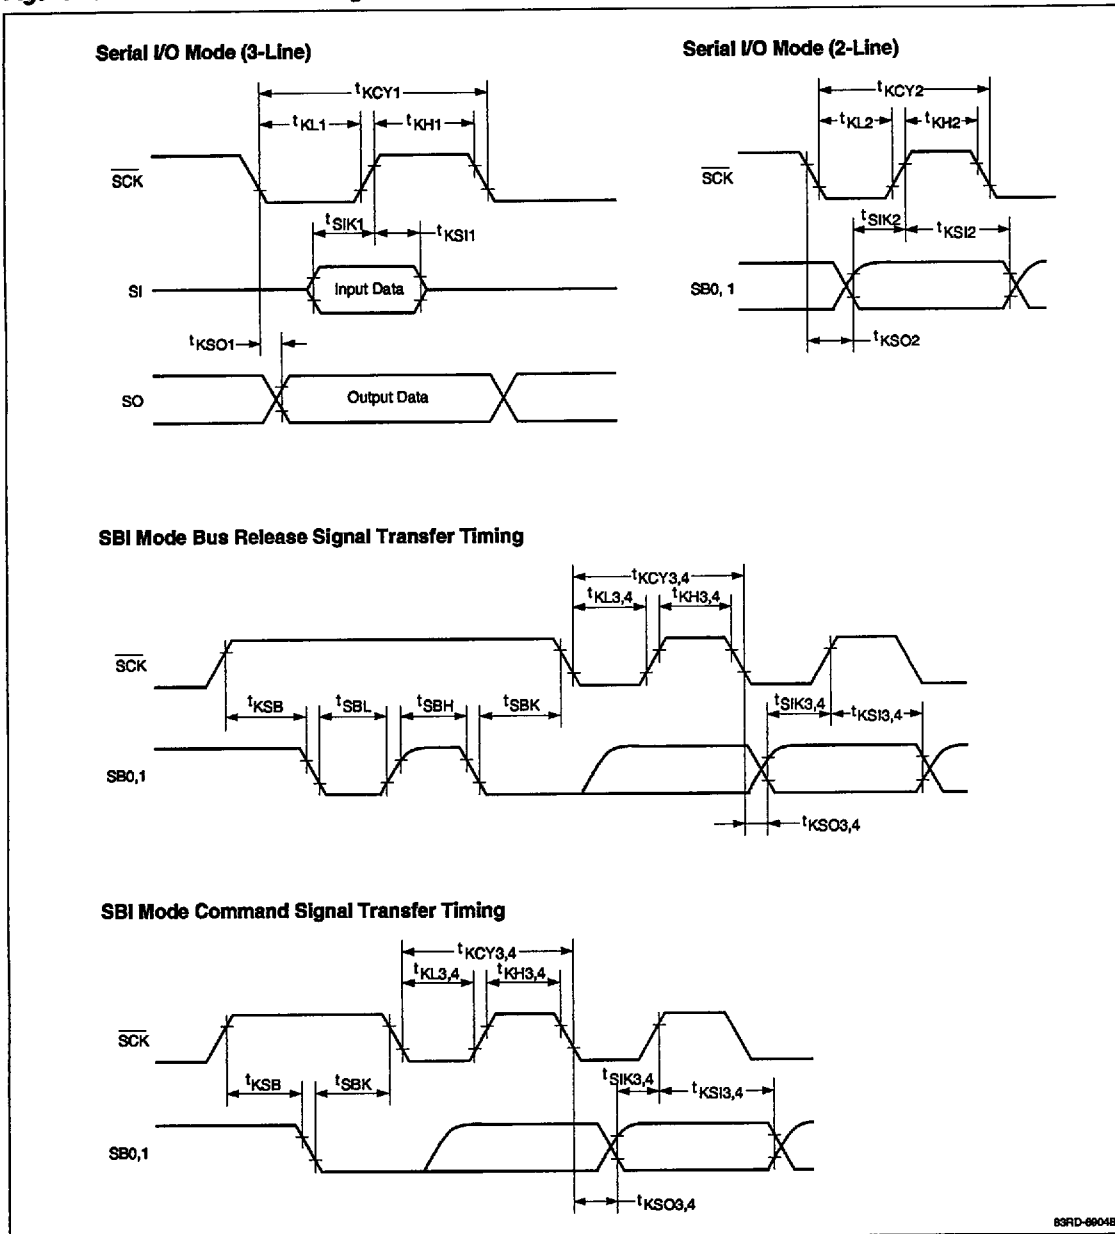 Serial I/O Mode (3-Line)
tKCY1
tKL1
tKH1
SCK
tSIK1
tKSI1
SI
Input Data
tKSO1
SO
Output Data
Serial I/O Mode (2-Line)
tKCY2
tKL2
tKH2
SCK
tSIK2
tKSI2
SB0, 1
tKSO2
SBI Mode Bus Release Signal Transfer Timing
tKCY3,4
tKL3,4
tKH3,4
SCK
tKSB
tSBL
tSBH
tSBK
tSIK3,4
tKSI3,4
SB0,1
tKSO3,4
SBI Mode Command Signal Transfer Timing
tKCY3,4
tKL3,4
tKH3,4
SCK
tKSB
tSBK
tSIK3,4
tKSI3,4
SB0,1
tKSO3,4
83RD-6904B